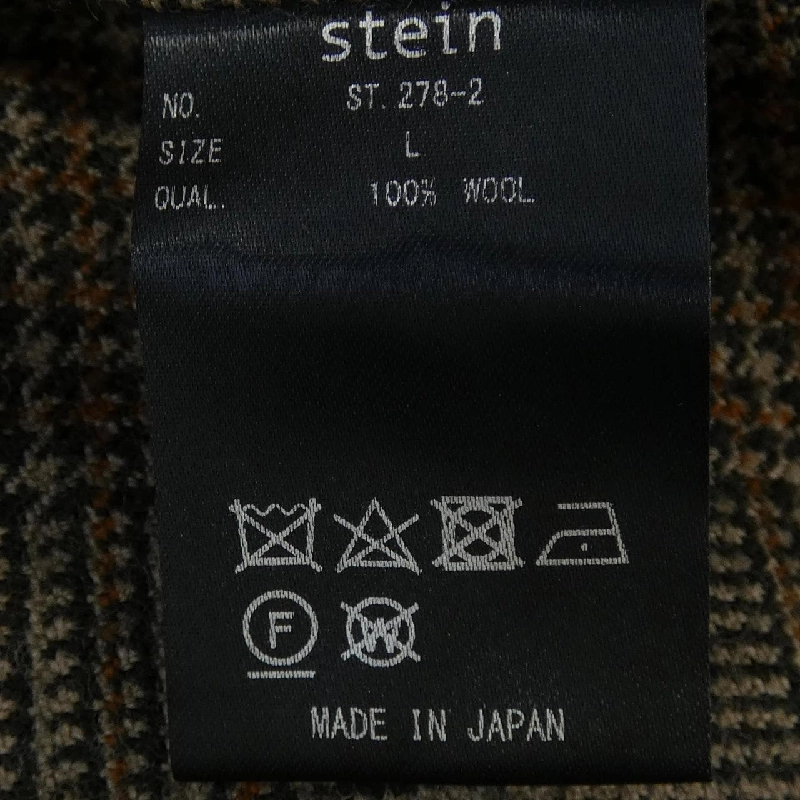 stein
NO. ST.278-2
SIZE L
QUAL. 100% WOOL
F W
MADE IN JAPAN